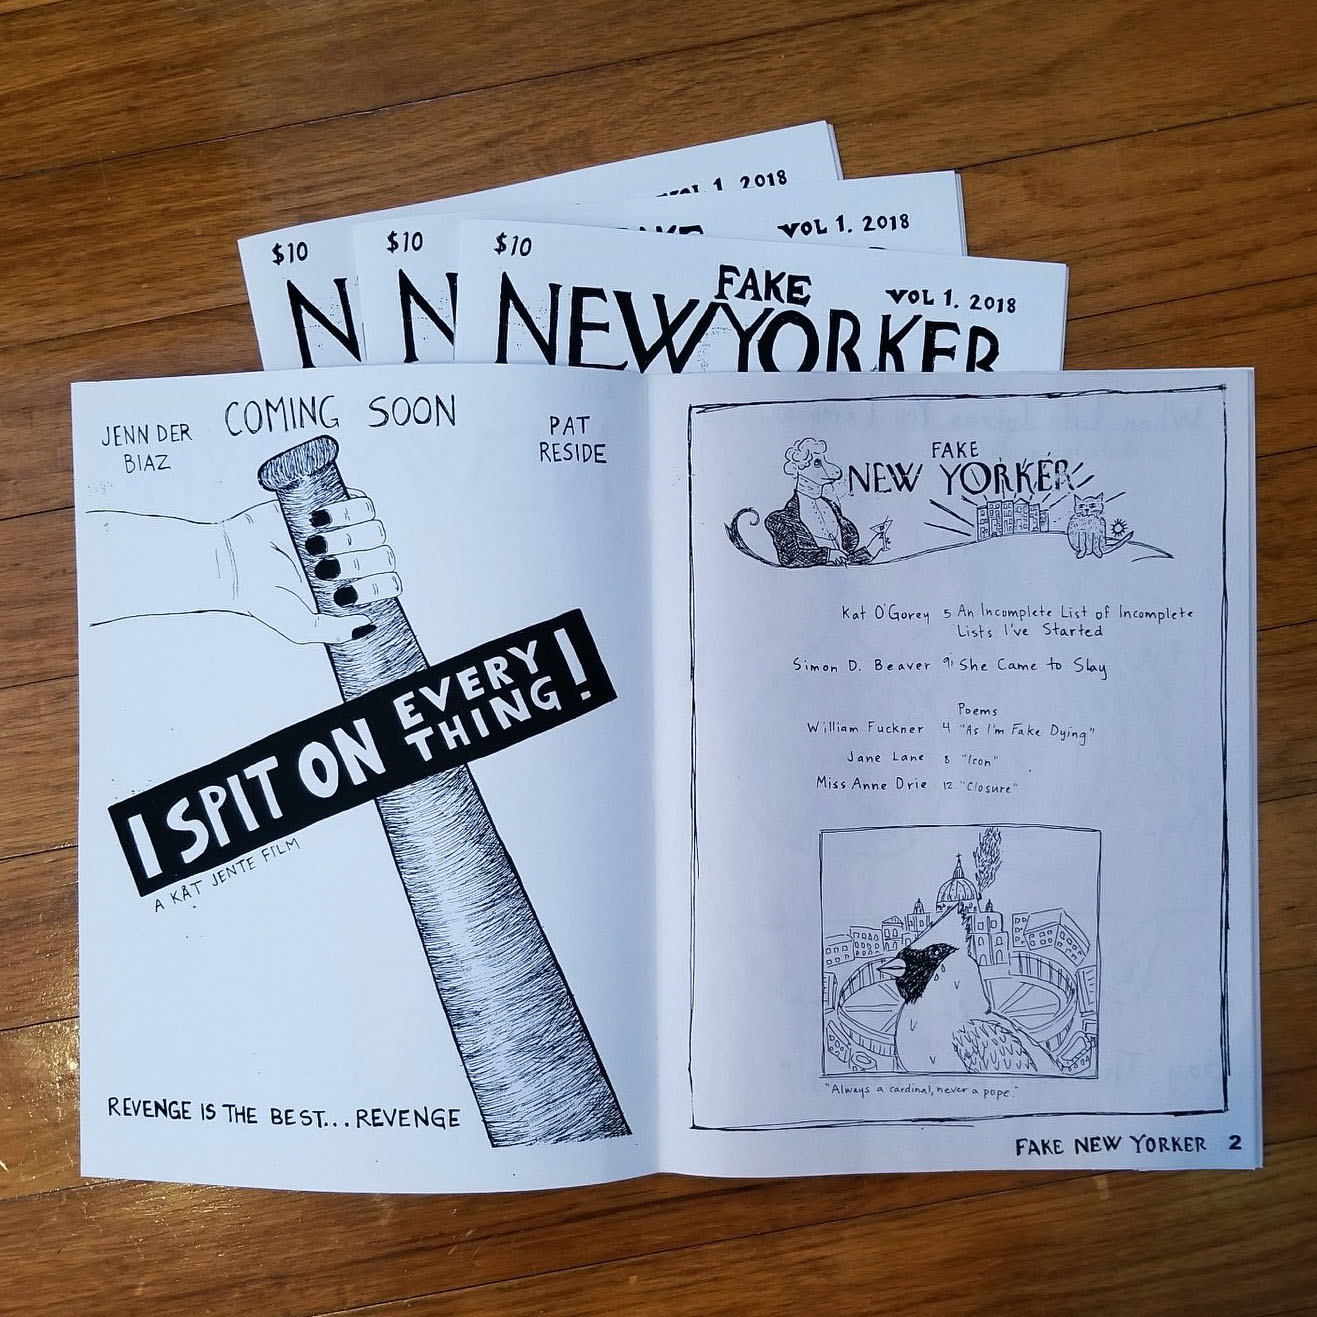 VOL 1. 2018
$10
VOL 1. 2018
$10
FAKE
N
$10
FAKE
VOL 1. 2018
N
NEW YORKER
COMING SOON
JENN DER
BIAZ
PAT
RESIDE
I SPIT ON EVERY
THING!
A KAT JENTE FILM
REVENGE IS THE BEST...REVENGE
FAKE
NEW YORKER
Kat O'Gorey 5 An Incomplete List of Incomplete
Lists I've Started
Simon D. Beaver 9 She Came to Slay
Poems
William Fuckner 4 "As I'm Fake Dying"
Jane Lane 8 "Icon"
Miss Anne Drie 12 "Closure"
"Always a cardinal, never a pope."
FAKE NEW YORKER 2